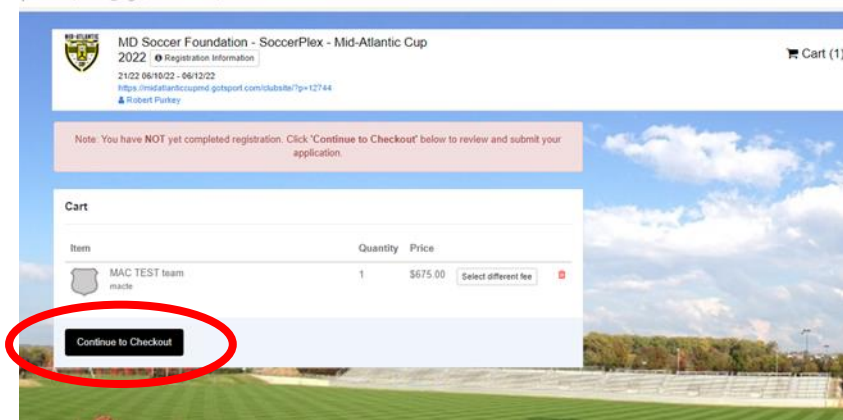 MID-ATLANTIC
CUP
MD Soccer Foundation - SoccerPlex - Mid-Atlantic Cup
2022 Registration Information
21/22 06/10/22 - 06/12/22
https://midatlanticcupmd.gotsport.com/clubsite/?p=12744
Robert Purkey
Cart (1)
Note: You have NOT yet completed registration. Click 'Continue to Checkout' below to review and submit your
application.
Cart
Item Quantity Price
MAC TEST team 1 $675.00 Select different fee
macte
Continue to Checkout